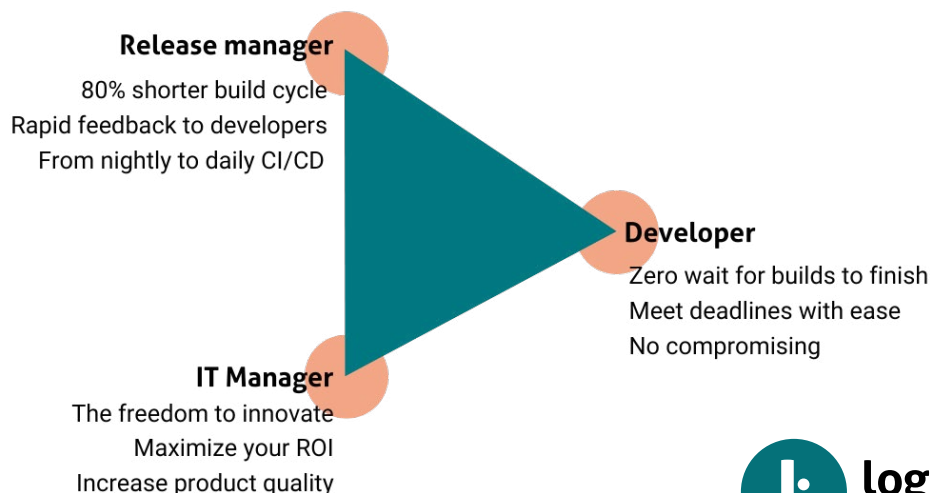 Release manager
80% shorter build cycle
Rapid feedback to developers
From nightly to daily CI/CD
Developer
Zero wait for builds to finish
Meet deadlines with ease
No compromising
IT Manager
The freedom to innovate
Maximize your ROI
Increase product quality
log